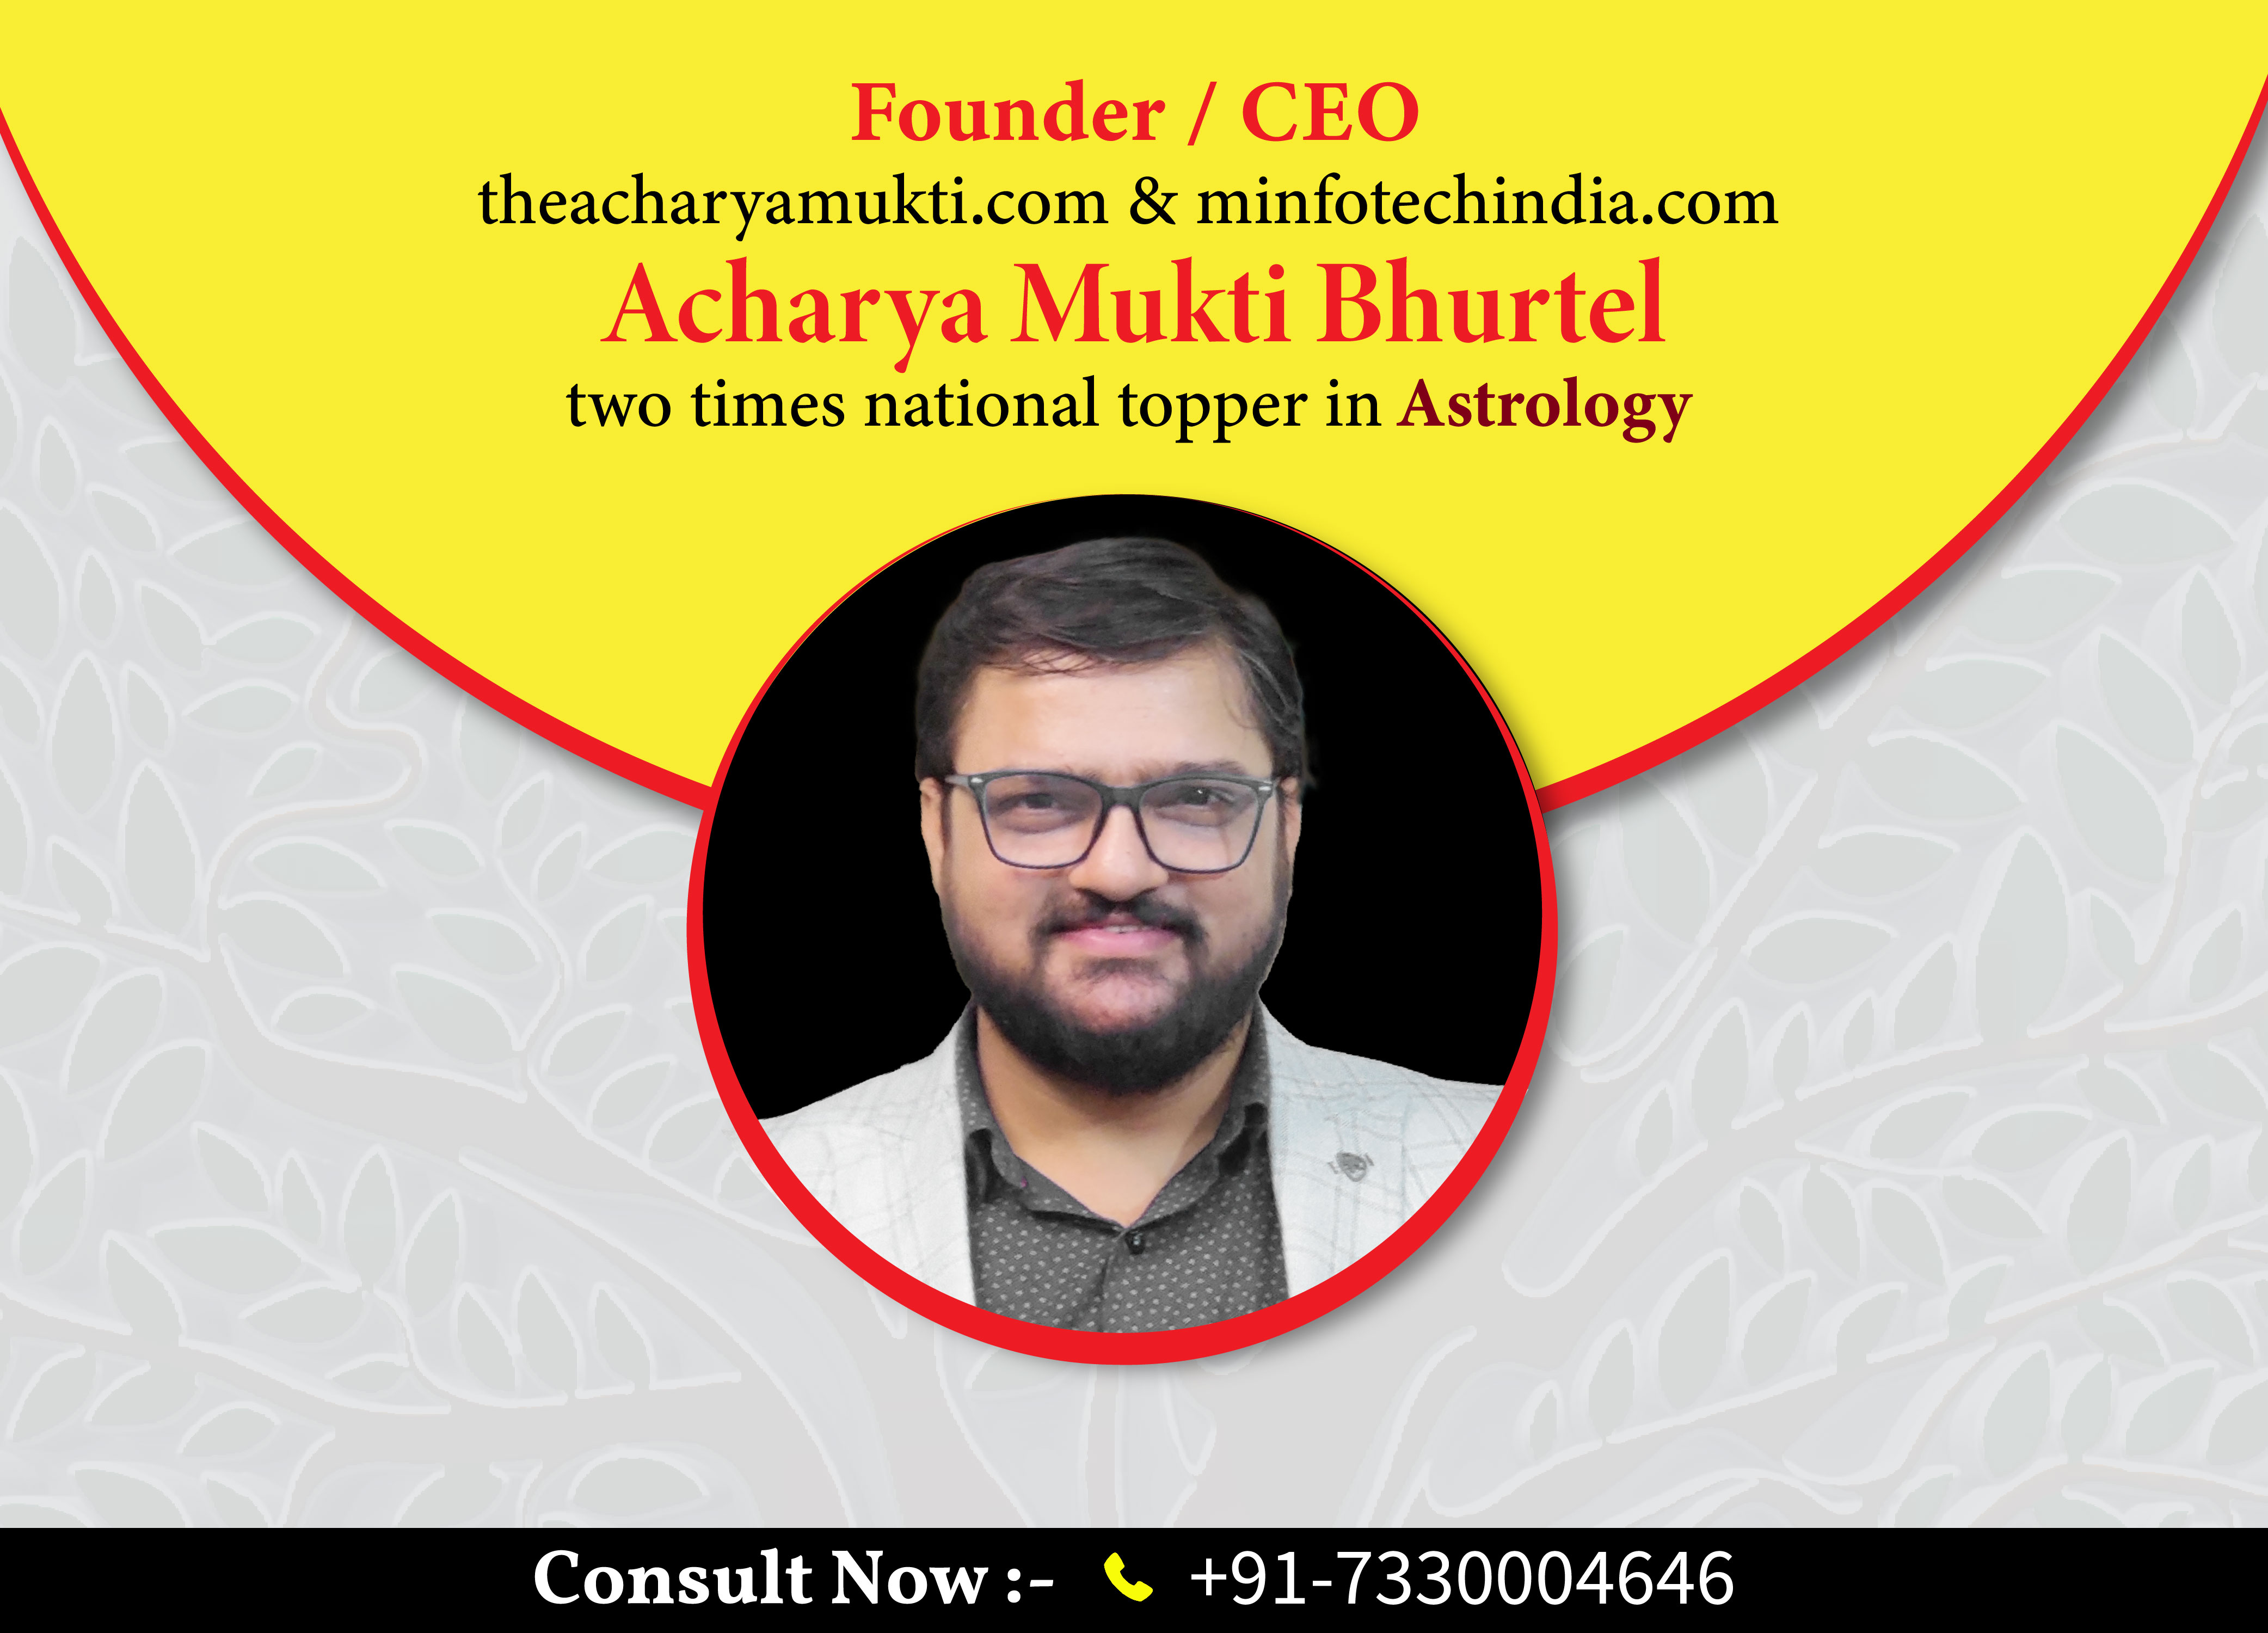 Founder / CEO
theacharyamukti.com & minfotechindia.com
Acharya Mukti Bhurtel
two times national topper in Astrology
Consult Now :- +91-7330004646